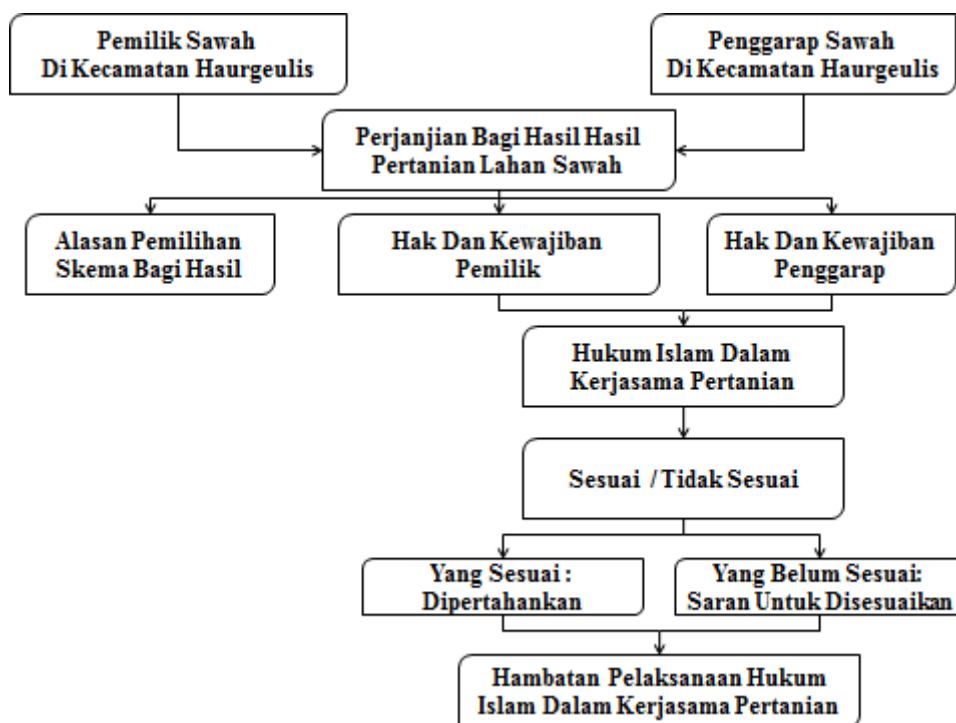 Pemilik Sawah
Di Kecamatan Haurgeulis
Penggarap Sawah
Di Kecamatan Haurgeulis
Perjanjian Bagi Hasil Hasil
Pertanian Lahan Sawah
Alasan Pemilihan
Skema Bagi Hasil
Hak Dan Kewajiban
Pemilik
Hak Dan Kewajiban
Penggarap
Hukum Islam Dalam
Kerjasama Pertanian
Sesuai / Tidak Sesuai
Yang Sesuai :
Dipertahankan
Yang Belum Sesuai:
Saran Untuk Disesuaikan
Hambatan Pelaksanaan Hukum
Islam Dalam Kerjasama Pertanian